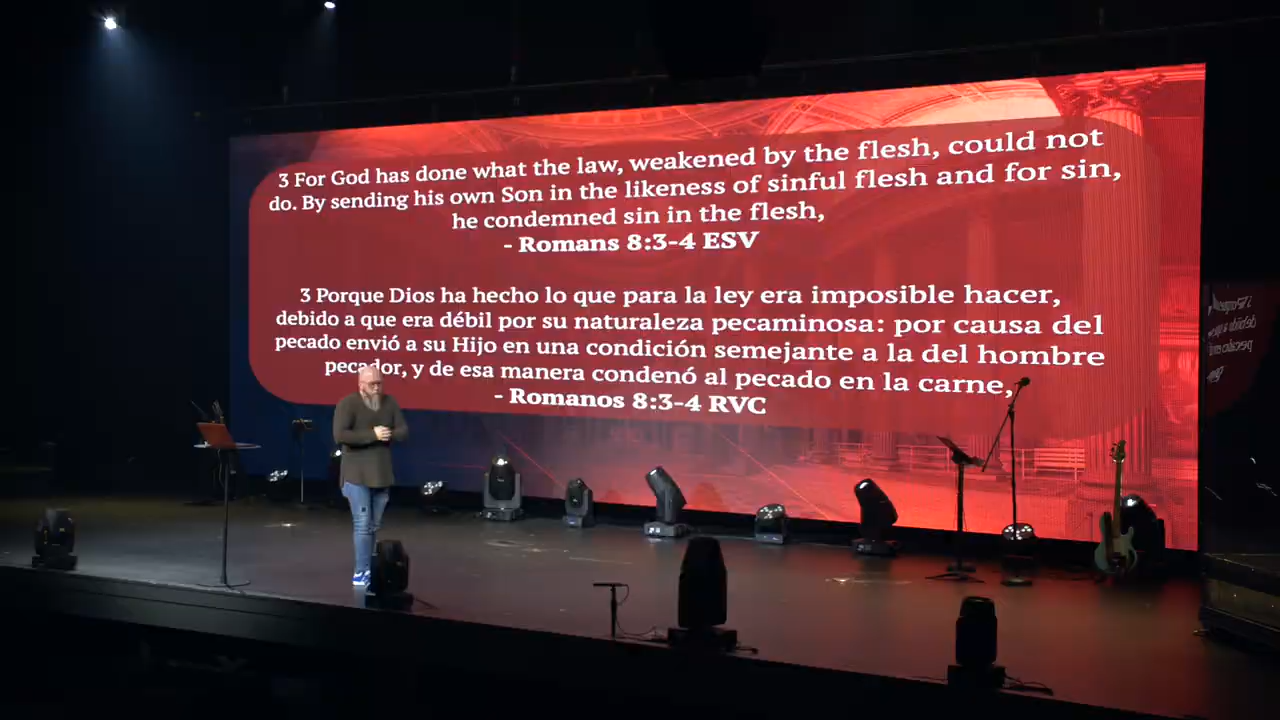 3 For God has done what the law, weakened by the flesh, could not
do. By sending his own Son in the likeness of sinful flesh and for sin,
he condemned sin in the flesh,
- Romans 8:3-4 ESV
3 Porque Dios ha hecho lo que para la ley era imposible hacer,
debido a que era débil por su naturaleza pecaminosa: por causa del
pecado envió a su Hijo en una condición semejante a la del hombre
pecador, y de esa manera condenó al pecado en la carne,
- Romanos 8:3-4 RVC